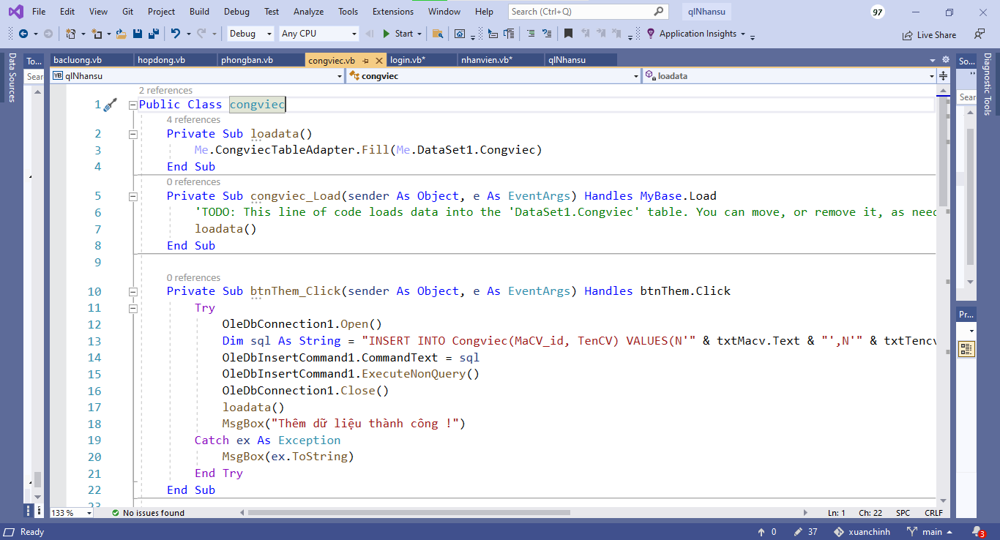 File Edit View Git Project Build Debug Test Analyze Tools Extensions Window Help Search (Ctrl+Q) qlNhansu 97
Debug Any CPU Start Application Insights Live Share
Data Sources
To...
bacluong.vb hopdong.vb phongban.vb congviec.vb login.vb* nhanvien.vb* qlNhansu
So...
Diagnostic Tools
Sear
VB qlNhansu congviec loadata
Sear
2 references
1 Public Class congviec
4 references
2 Private Sub loadata()
3 Me.CongviecTableAdapter.Fill(Me.DataSet1.Congviec)
4 End Sub
0 references
5 Private Sub congviec_Load(sender As Object, e As EventArgs) Handles MyBase.Load
6 'TODO: This line of code loads data into the 'DataSet1.Congviec' table. You can move, or remove it, as need
7 loadata()
8 End Sub
9
0 references
10 Private Sub btnThem_Click(sender As Object, e As EventArgs) Handles btnThem.Click
11 Try
12 OleDbConnection1.Open()
13 Dim sql As String = "INSERT INTO Congviec(MaCV_id, TenCV) VALUES(N'" & txtMacv.Text & "',N'" & txtTencv
14 OleDbInsertCommand1.CommandText = sql
15 OleDbInsertCommand1.ExecuteNonQuery()
16 OleDbConnection1.Close()
17 loadata()
18 MsgBox("Thêm dữ liệu thành công !")
19 Catch ex As Exception
20 MsgBox(ex.ToString)
21 End Try
22 End Sub
23
Pr...
133 % No issues found Ln: 1 Ch: 22 SPC CRLF
Ready 0 37 xuanchinh main 3